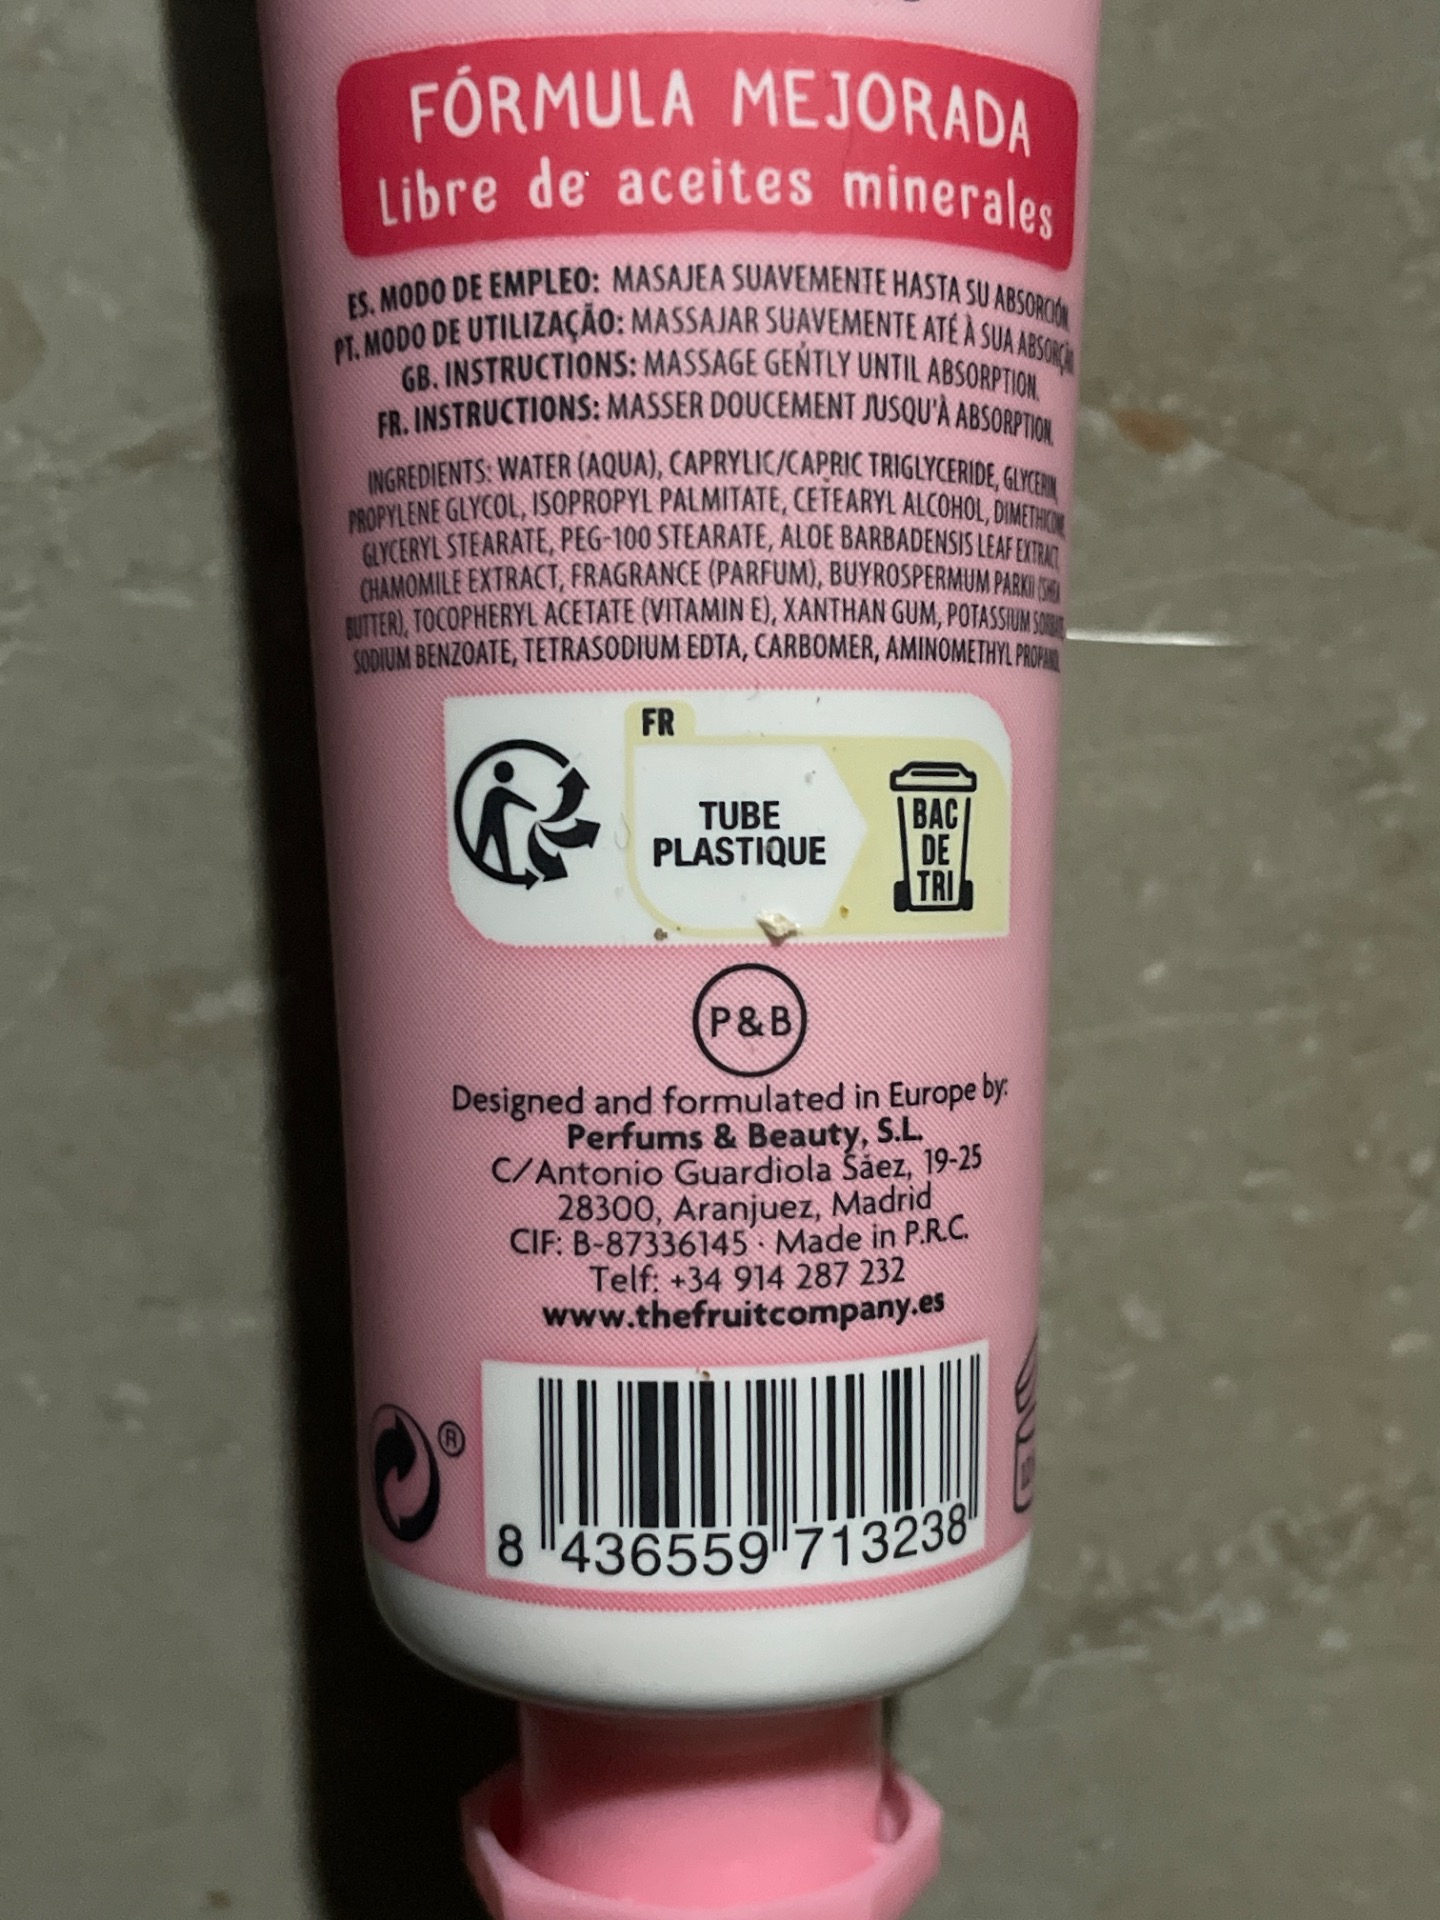 FÓRMULA MEJORADA
Libre de aceites minerales
ES. MODO DE EMPLEO: MASAJEA SUAVEMENTE HASTA SU ABSORCIÓN
PT. MODO DE UTILIZAÇÃO: MASSAJAR SUAVEMENTE ATÉ À SUA ABSORÇÃO
GB. INSTRUCTIONS: MASSAGE GENTLY UNTIL ABSORPTION.
FR. INSTRUCTIONS: MASSER DOUCEMENT JUSQU'À ABSORPTION.
INGREDIENTS: WATER (AQUA), CAPRYLIC/CAPRIC TRIGLYCERIDE, GLYCERIN,
PROPYLENE GLYCOL, ISOPROPYL PALMITATE, CETEARYL ALCOHOL, DIMETHICONE,
GLYCERYL STEARATE, PEG-100 STEARATE, ALOE BARBADENSIS LEAF EXTRACT,
CHAMOMILE EXTRACT, FRAGRANCE (PARFUM), BUYROSPERMUM PARKII (SHEA
BUTTER), TOCOPHERYL ACETATE (VITAMIN E), XANTHAN GUM, POTASSIUM SORBATE,
SODIUM BENZOATE, TETRASODIUM EDTA, CARBOMER, AMINOMETHYL PROPANOL
FR
TUBE
PLASTIQUE
BAC
DE
TRI
P&B
Designed and formulated in Europe by:
Perfums & Beauty, S.L.
C/Antonio Guardiola Sáez, 19-25
28300, Aranjuez, Madrid
CIF: B-87336145 · Made in P.R.C.
Telf: +34 914 287 232
www.thefruitcompany.es
®
8 436559 713238